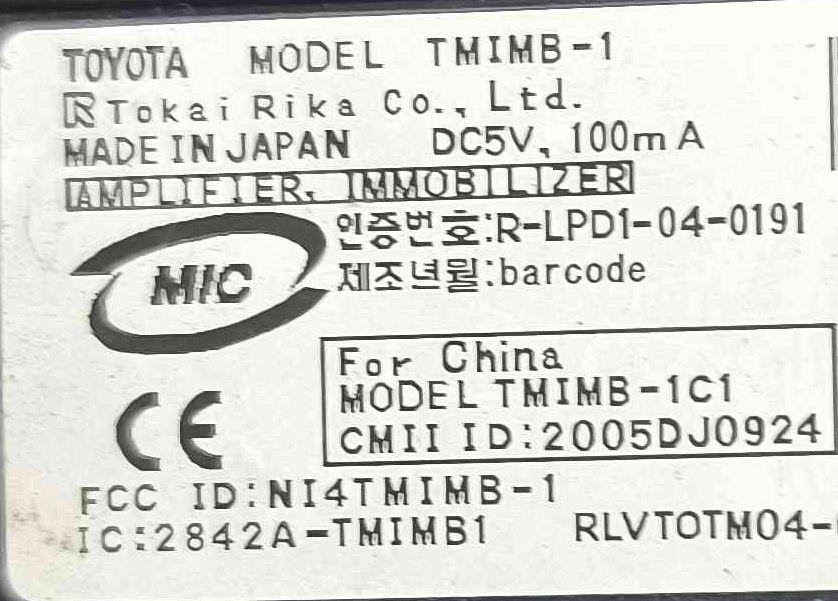 TOYOTA MODEL TMIMB-1
R Tokai Rika Co., Ltd.
MADE IN JAPAN DC5V, 100mA
AMPLIFIER, IMMOBILIZER
인증번호:R-LPD1-04-0191
제조년월:barcode
MIC
For China
MODEL TMIMB-1C1
CMII ID:2005DJ0924
CE
FCC ID:NI4TMIMB-1
IC:2842A-TMIMB1 RLVTOTM04-